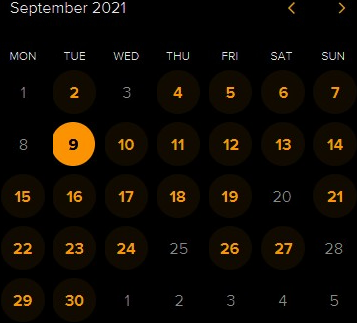 September 2021
MON TUE WED THU FRI SAT SUN
1 2 3 4 5 6 7
8 9 10 11 12 13 14
15 16 17 18 19 20 21
22 23 24 25 26 27 28
29 30 1 2 3 4 5